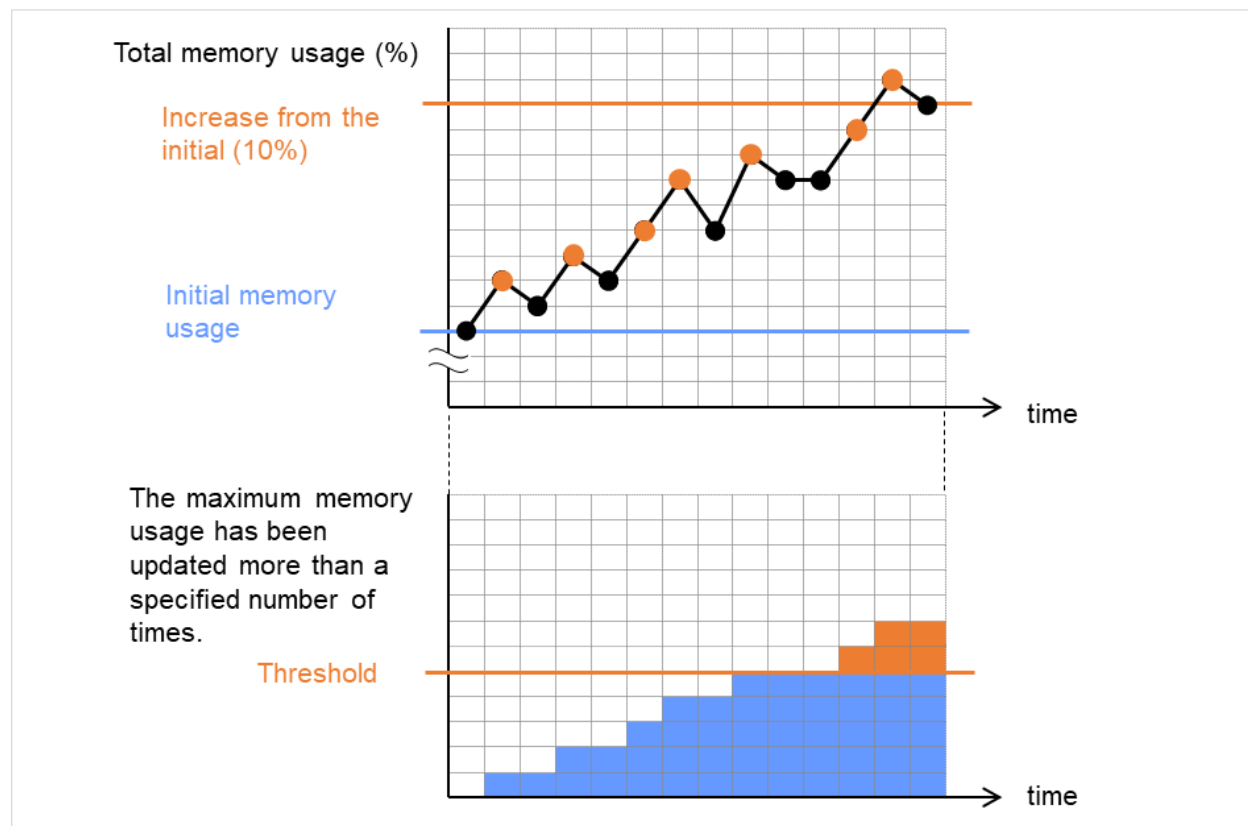 Total memory usage (%)
Increase from the
initial (10%)
Initial memory
usage
time
The maximum memory
usage has been
updated more than a
specified number of
times.
Threshold
time